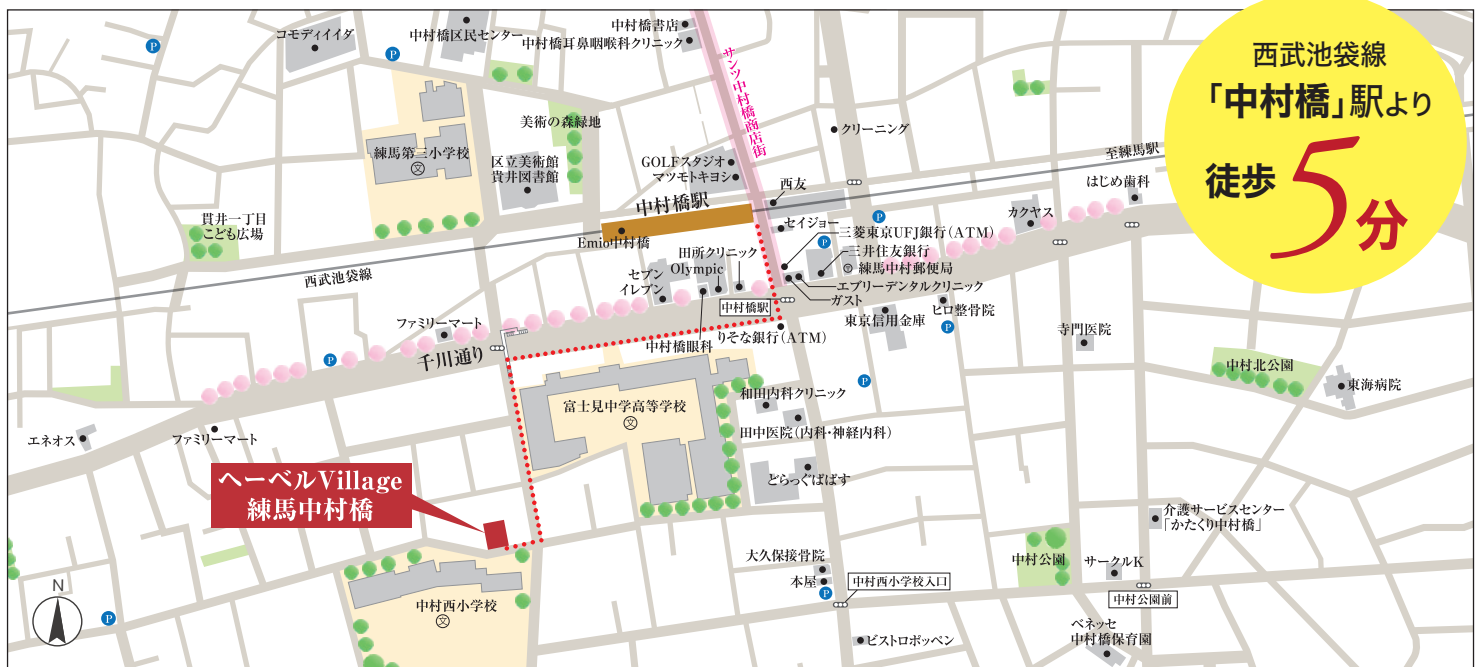 西武池袋線
「中村橋」駅より
徒歩5分
コモディイイダ
中村橋区民センター
中村橋書店
中村橋耳鼻咽喉科クリニック
サンツ中村橋商店街
美術の森緑地
クリーニング
練馬第三小学校
文
区立美術館
貫井図書館
GOLFスタジオ
マツモトキヨシ
至練馬駅
西友
はじめ歯科
中村橋駅
貫井一丁目
こども広場
Emio中村橋
セイジョー
カクヤス
三菱東京UFJ銀行(ATM)
三井住友銀行
練馬中村郵便局
田所クリニック
Olympic
セブン
イレブン
エブリーデンタルクリニック
ガスト
西武池袋線
中村橋駅
ファミリーマート
中村橋眼科
りそな銀行(ATM)
東京信用金庫
ヒロ整骨院
寺門医院
千川通り
中村北公園
東海病院
和田内科クリニック
富士見中学高等学校
文
田中医院(内科・神経内科)
エネオス
ファミリーマート
どらっぐぱぱす
ヘーベルVillage
練馬中村橋
介護サービスセンター
「かたくり中村橋」
大久保接骨院
本屋
中村西小学校入口
中村公園
サークルK
中村公園前
中村西小学校
文
N
ビストロポッペン
ベネッセ
中村橋保育園
P
P
P
P
P
P
P
P
P